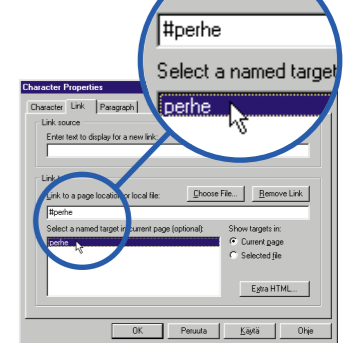 #perhe
Select a named target
perhe
Character Properties
Character Link Paragraph
Link source
Enter text to display for a new link:
Link to a page location or local file:
Choose File... Remove Link
#perhe
Select a named target in current page (optional):
Show targets in:
perhe
Current page
Selected file
Extra HTML...
OK Peruuta Käytä Ohje